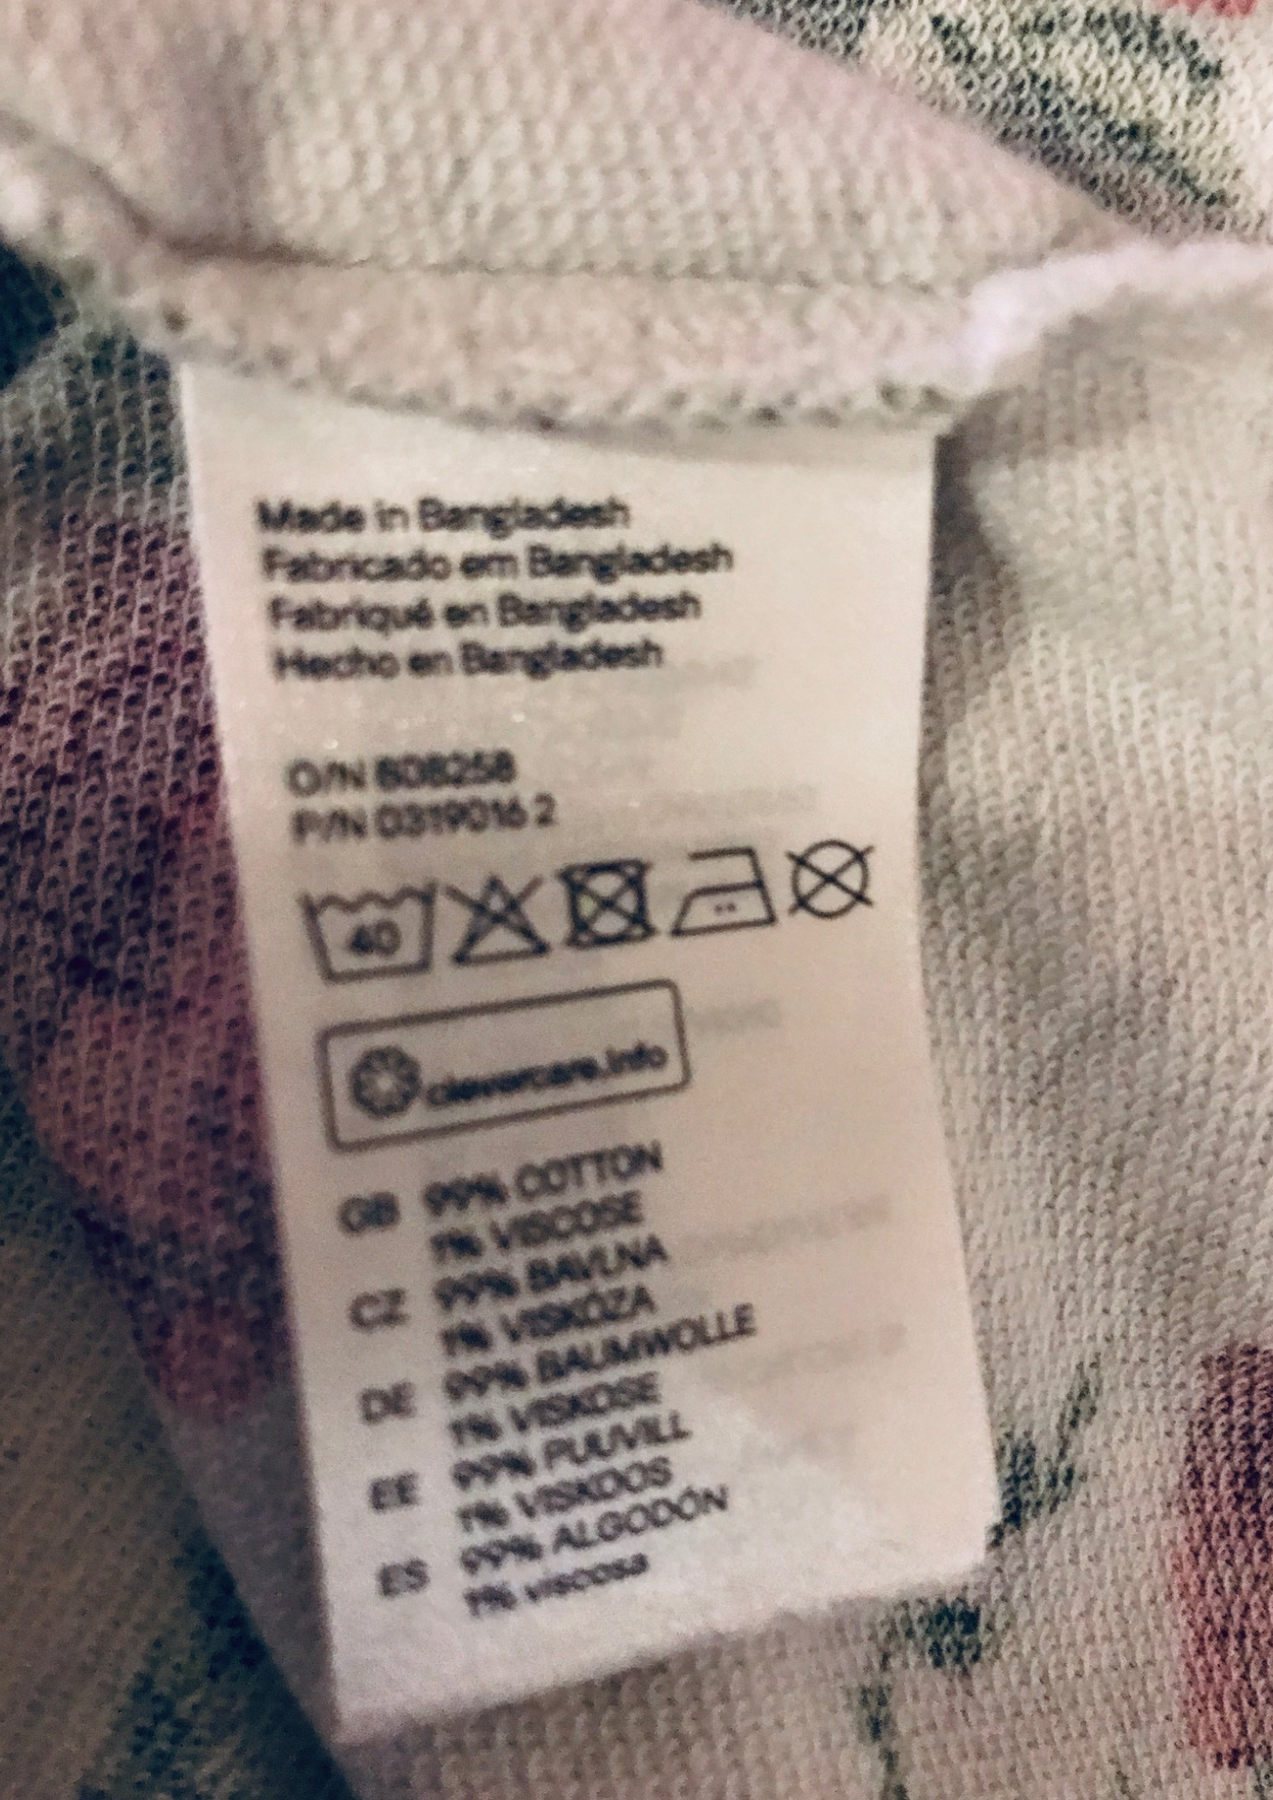 Made in Bangladesh
Fabricado em Bangladesh
Fabriqué en Bangladesh
Hecho en Bangladesh
O/N 808258
P/N 0319016 2
40
clevercare.info
GB 99% COTTON
1% VISCOSE
CZ 99% BAVLNA
1% VISKÓZA
DE 99% BAUMWOLLE
1% VISKOSE
EE 99% PUUVILL
1% VISKOOS
ES 99% ALGODÓN
1% viscosa